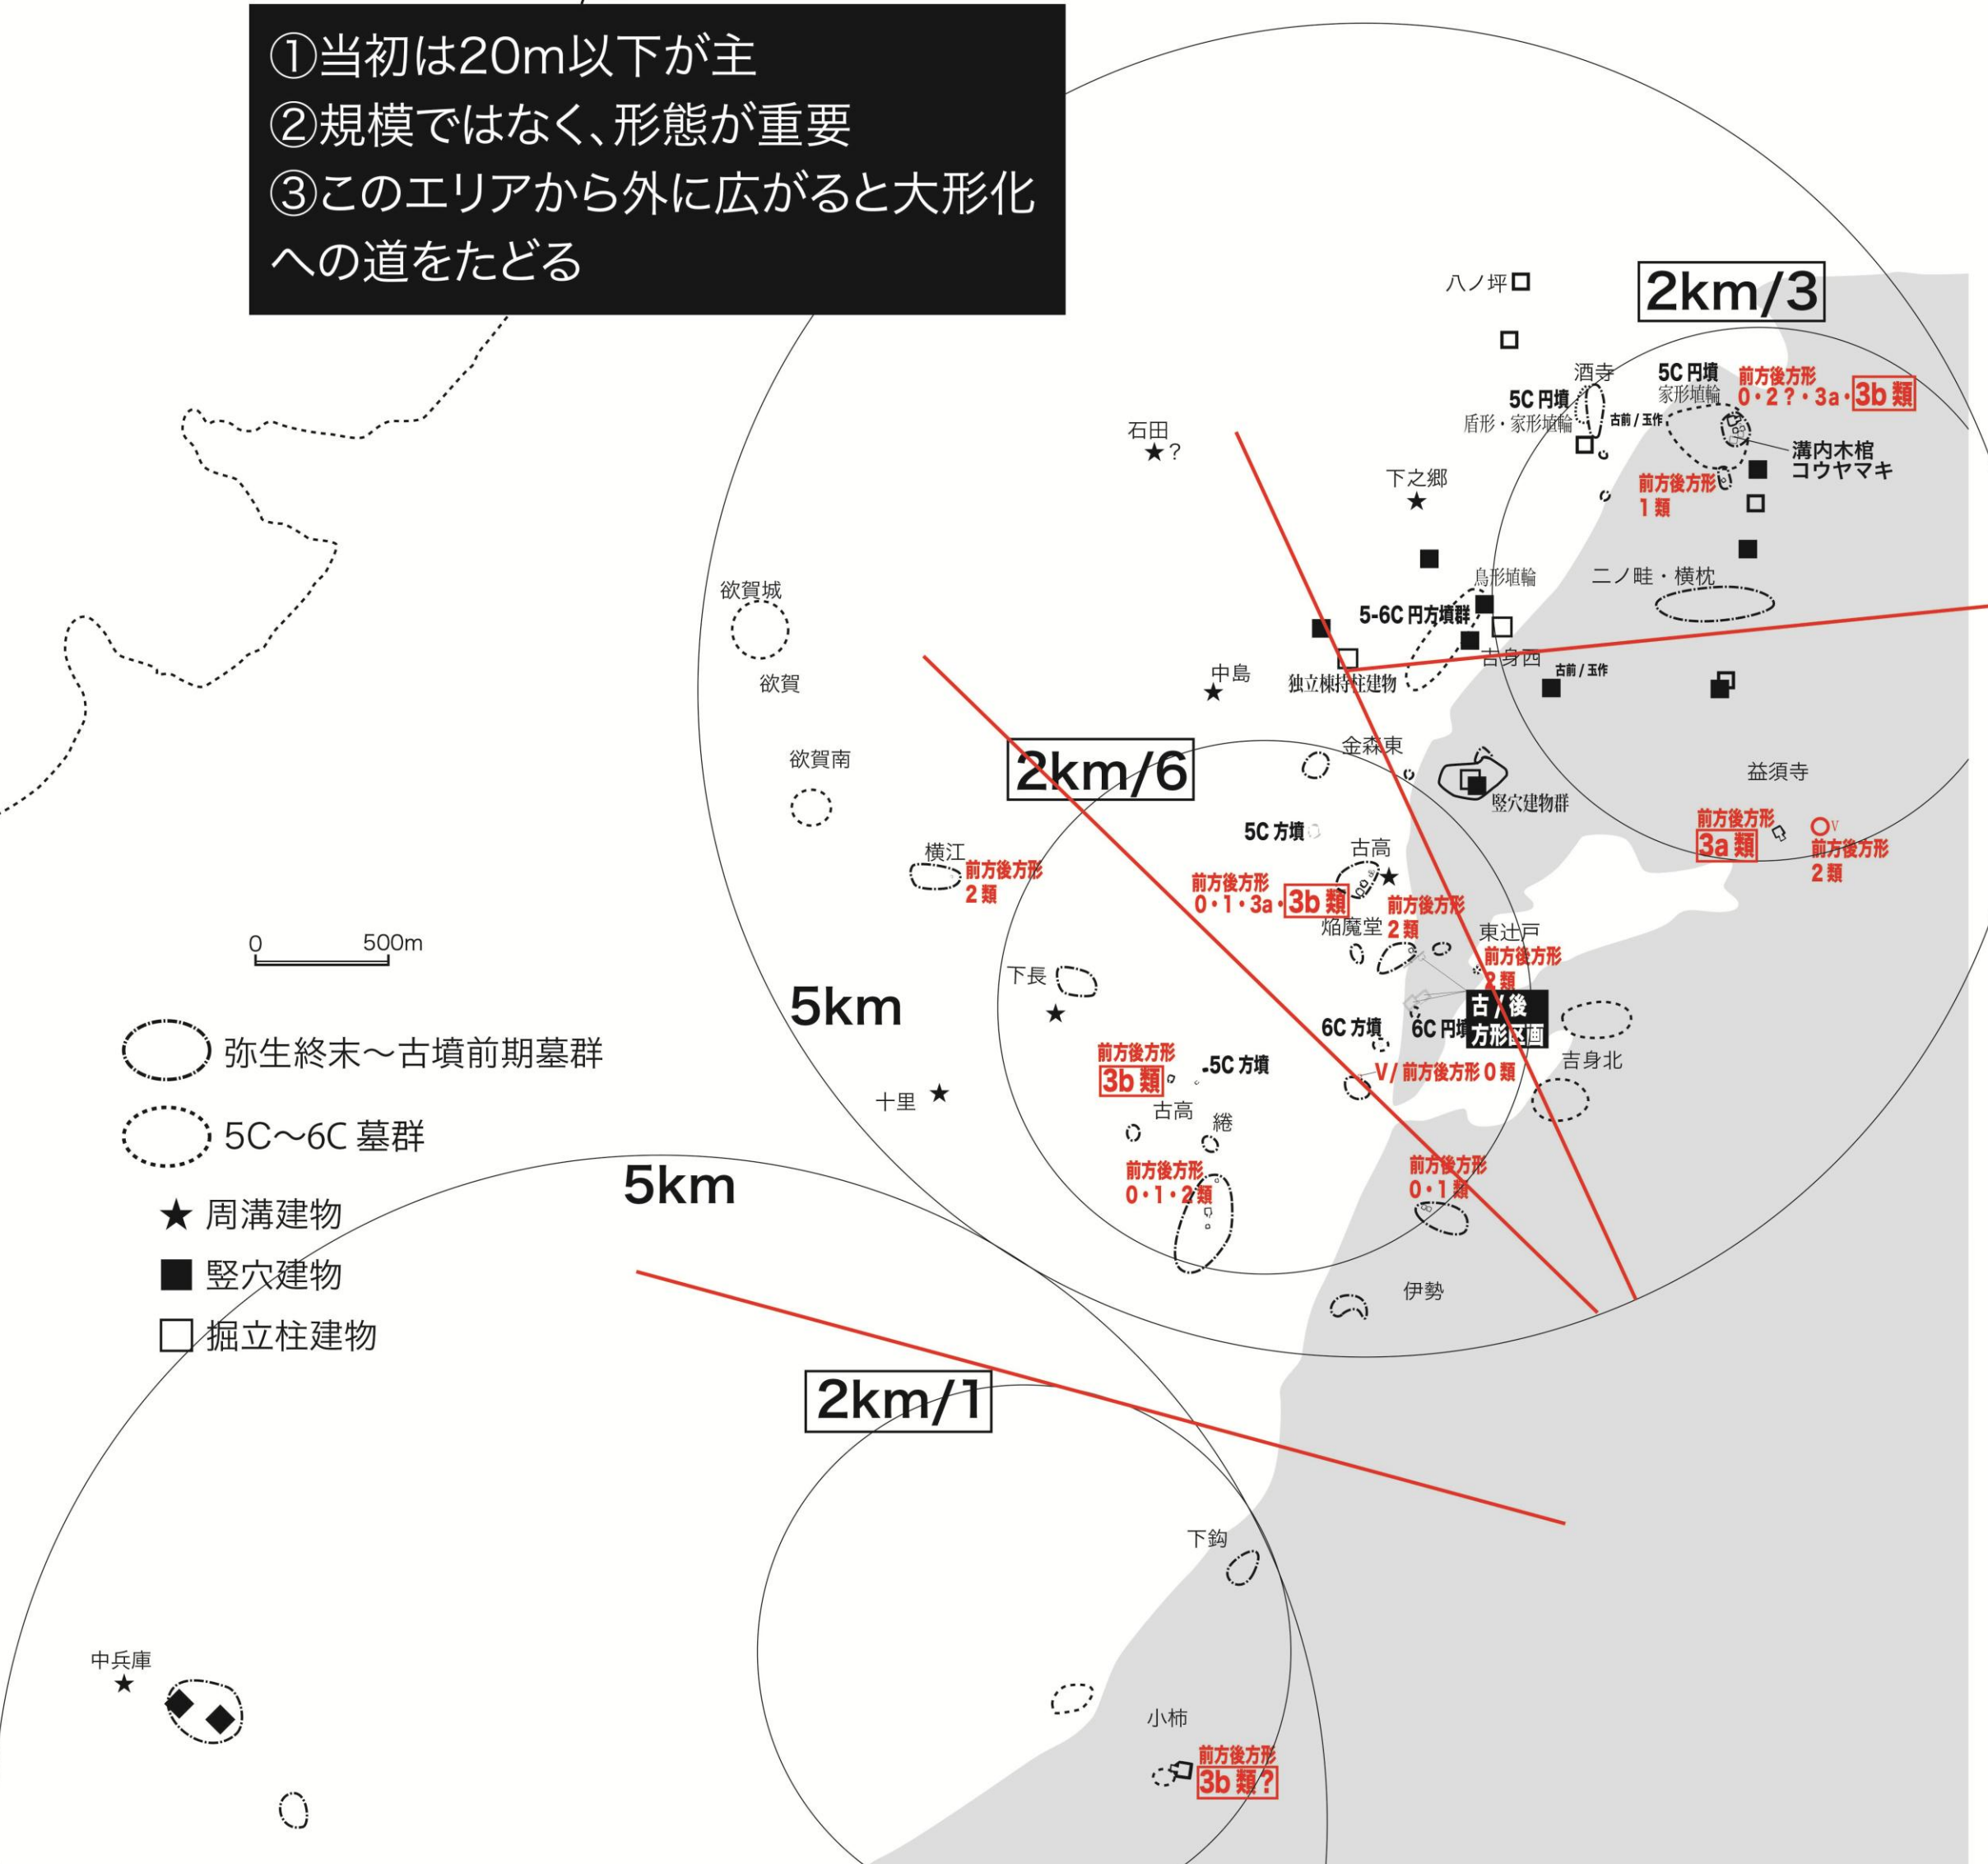 ①当初は20m以下が主
②規模ではなく、形態が重要
③このエリアから外に広がると大形化
への道をたどる
八ノ坪
2km/3
酒寺
5C 円墳
盾形・家形埴輪
古前 / 玉作
5C 円墳
家形埴輪
前方後方形
0・2？・3a・3b 類
溝内木棺
コウヤマキ
前方後方形
1 類
石田
？
下之郷
鳥形埴輪
二ノ畦・横枕
5-6C 円方墳群
吉身西
古前 / 玉作
独立棟持柱建物
欲賀城
欲賀
中島
欲賀南
2km/6
金森東
竪穴建物群
益須寺
前方後方形
3a 類
V
前方後方形
2 類
5C 方墳
古高
横江
前方後方形
2 類
前方後方形
0・1・3a・3b 類
焔魔堂
前方後方形
2 類
東辻戸
前方後方形
2 類
0
500m
下長
5km
古 / 後
方形区画
6C 方墳
6C 円墳
吉身北
弥生終末〜古墳前期墓群
前方後方形
3b 類
5C 方墳
V/ 前方後方形 0 類
十里
古高
綣
5C〜6C 墓群
5km
前方後方形
0・1・2 類
前方後方形
0・1 類
周溝建物
竪穴建物
掘立柱建物
伊勢
2km/1
下鈎
中兵庫
小柿
前方後方形
3b 類？